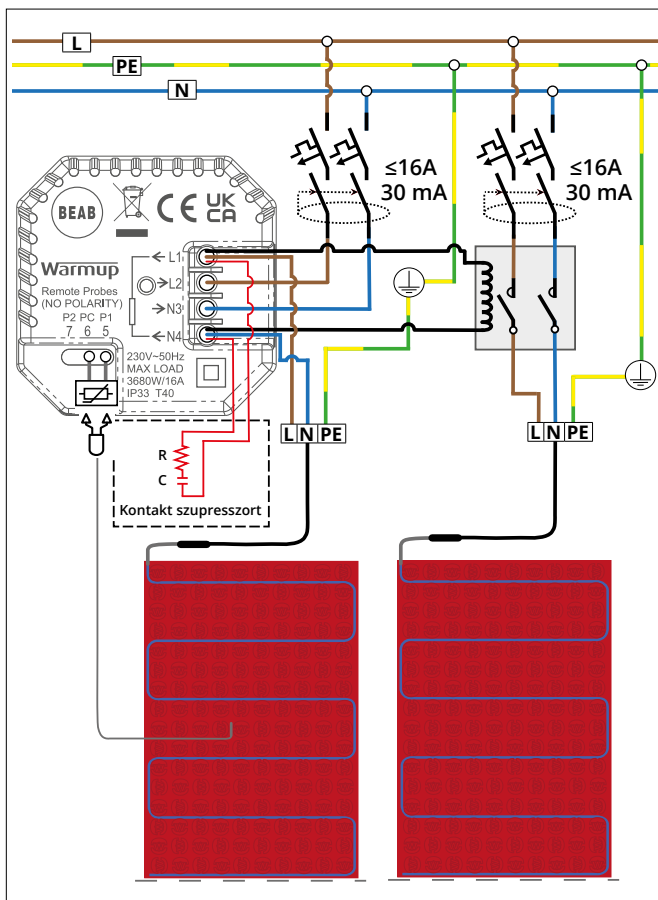 L
PE
N
≤16A
30 mA
≤16A
30 mA
BEAB
CE UK CA
Warmup
Remote Probes
(NO POLARITY)
P2 PC P1
7 6 5
L1
L2
N3
N4
230V~50Hz
MAX LOAD
3680W/16A
IP33 T40
R
C
Kontakt szupresszort
L N PE
L N PE